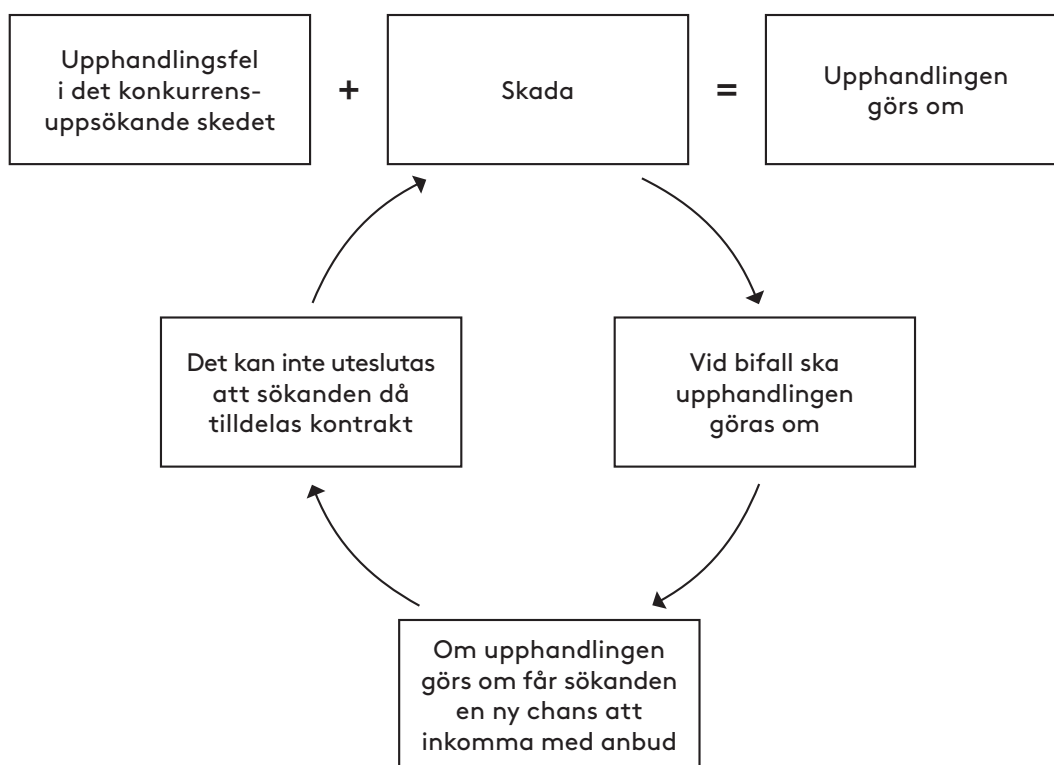 Upphandlingsfel
i det konkurrens-
uppsökande skedet
+
Skada
=
Upphandlingen
görs om
Det kan inte uteslutas
att sökanden då
tilldelas kontrakt
Vid bifall ska
upphandlingen
göras om
Om upphandlingen
görs om får sökanden
en ny chans att
inkomma med anbud